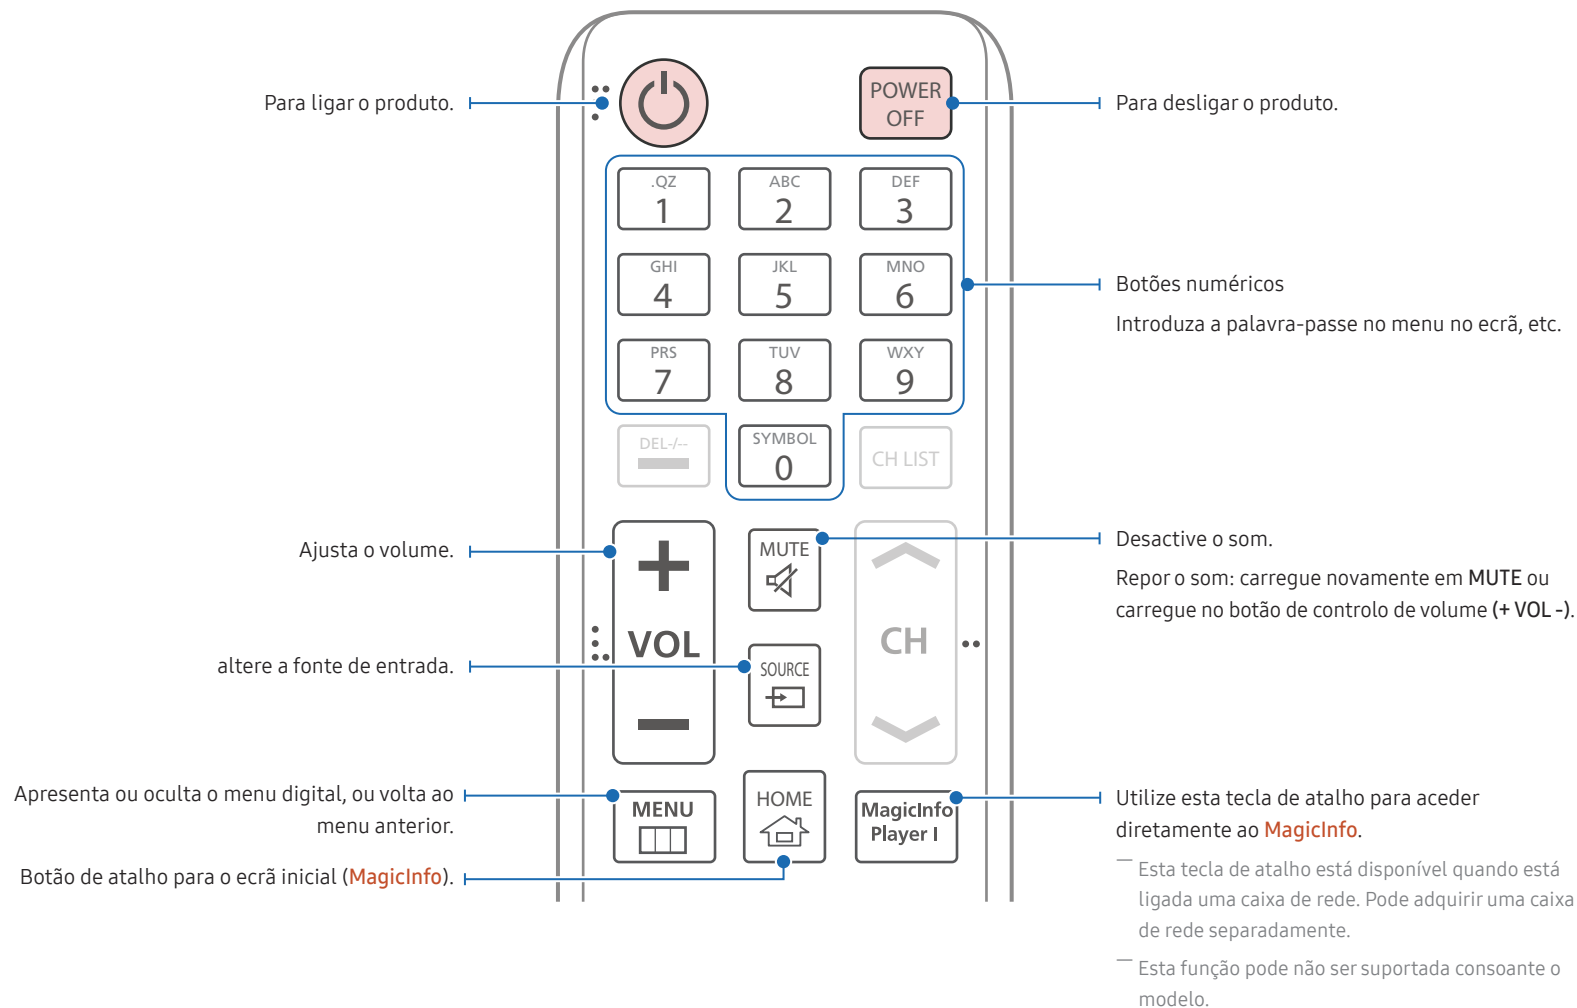 Para ligar o produto.
POWER
OFF
Para desligar o produto.
.QZ
1
ABC
2
DEF
3
GHI
4
JKL
5
MNO
6
Botões numéricos
Introduza a palavra-passe no menu no ecrã, etc.
PRS
7
TUV
8
WXY
9
DEL-/--
SYMBOL
0
CH LIST
Ajusta o volume.
VOL
MUTE
Desactive o som.
Repor o som: carregue novamente em MUTE ou
carregue no botão de controlo de volume (+ VOL -).
CH
altere a fonte de entrada.
SOURCE
Apresenta ou oculta o menu digital, ou volta ao
menu anterior.
MENU
HOME
MagicInfo
Player I
Utilize esta tecla de atalho para aceder
diretamente ao MagicInfo.
Botão de atalho para o ecrã inicial (MagicInfo).
― Esta tecla de atalho está disponível quando está
ligada uma caixa de rede. Pode adquirir uma caixa
de rede separadamente.
― Esta função pode não ser suportada consoante o
modelo.